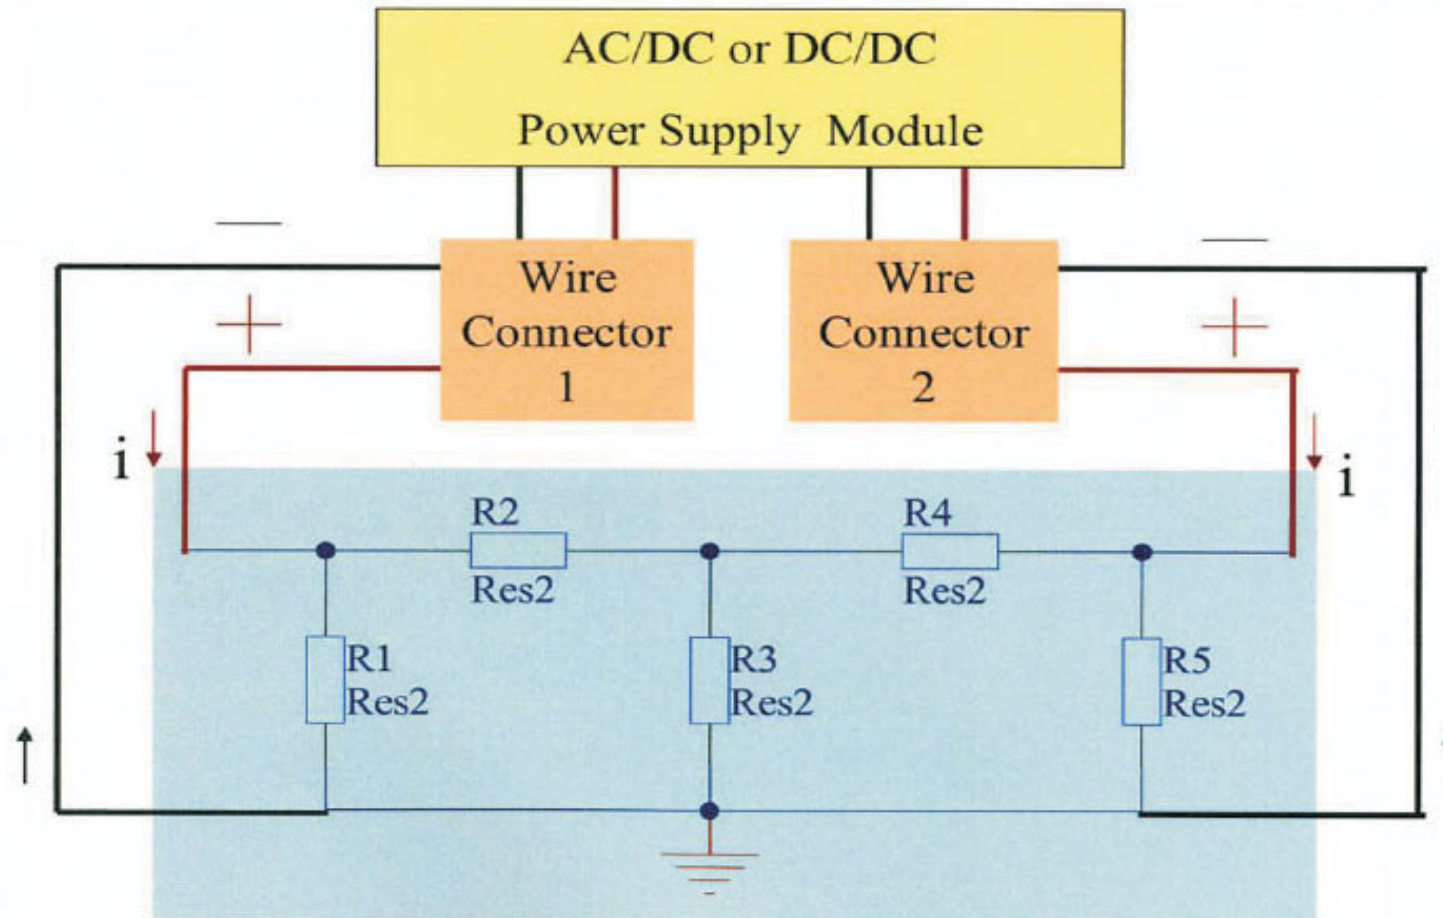 AC/DC or DC/DC
Power Supply Module
—
—
Wire
Connector
1
Wire
Connector
2
+
+
i
i
R2
Res2
R4
Res2
R1
Res2
R3
Res2
R5
Res2